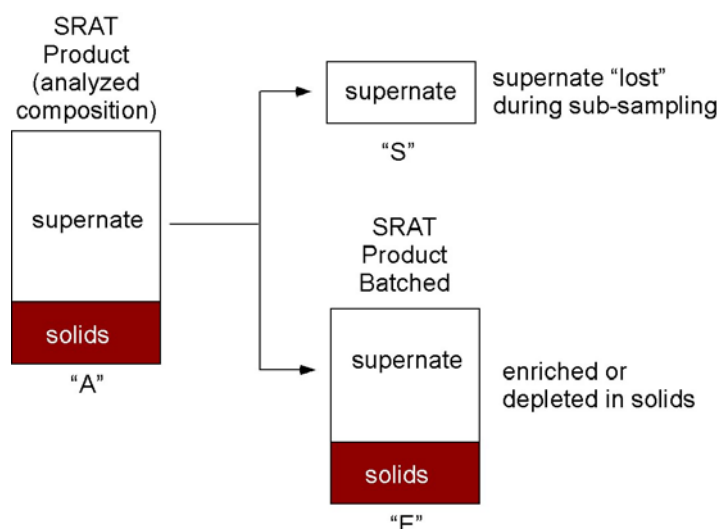 SRAT
Product
(analyzed
composition)
supernate
solids
“A”
supernate
“S”
supernate “lost”
during sub-sampling
SRAT
Product
Batched
supernate
solids
enriched or
depleted in solids